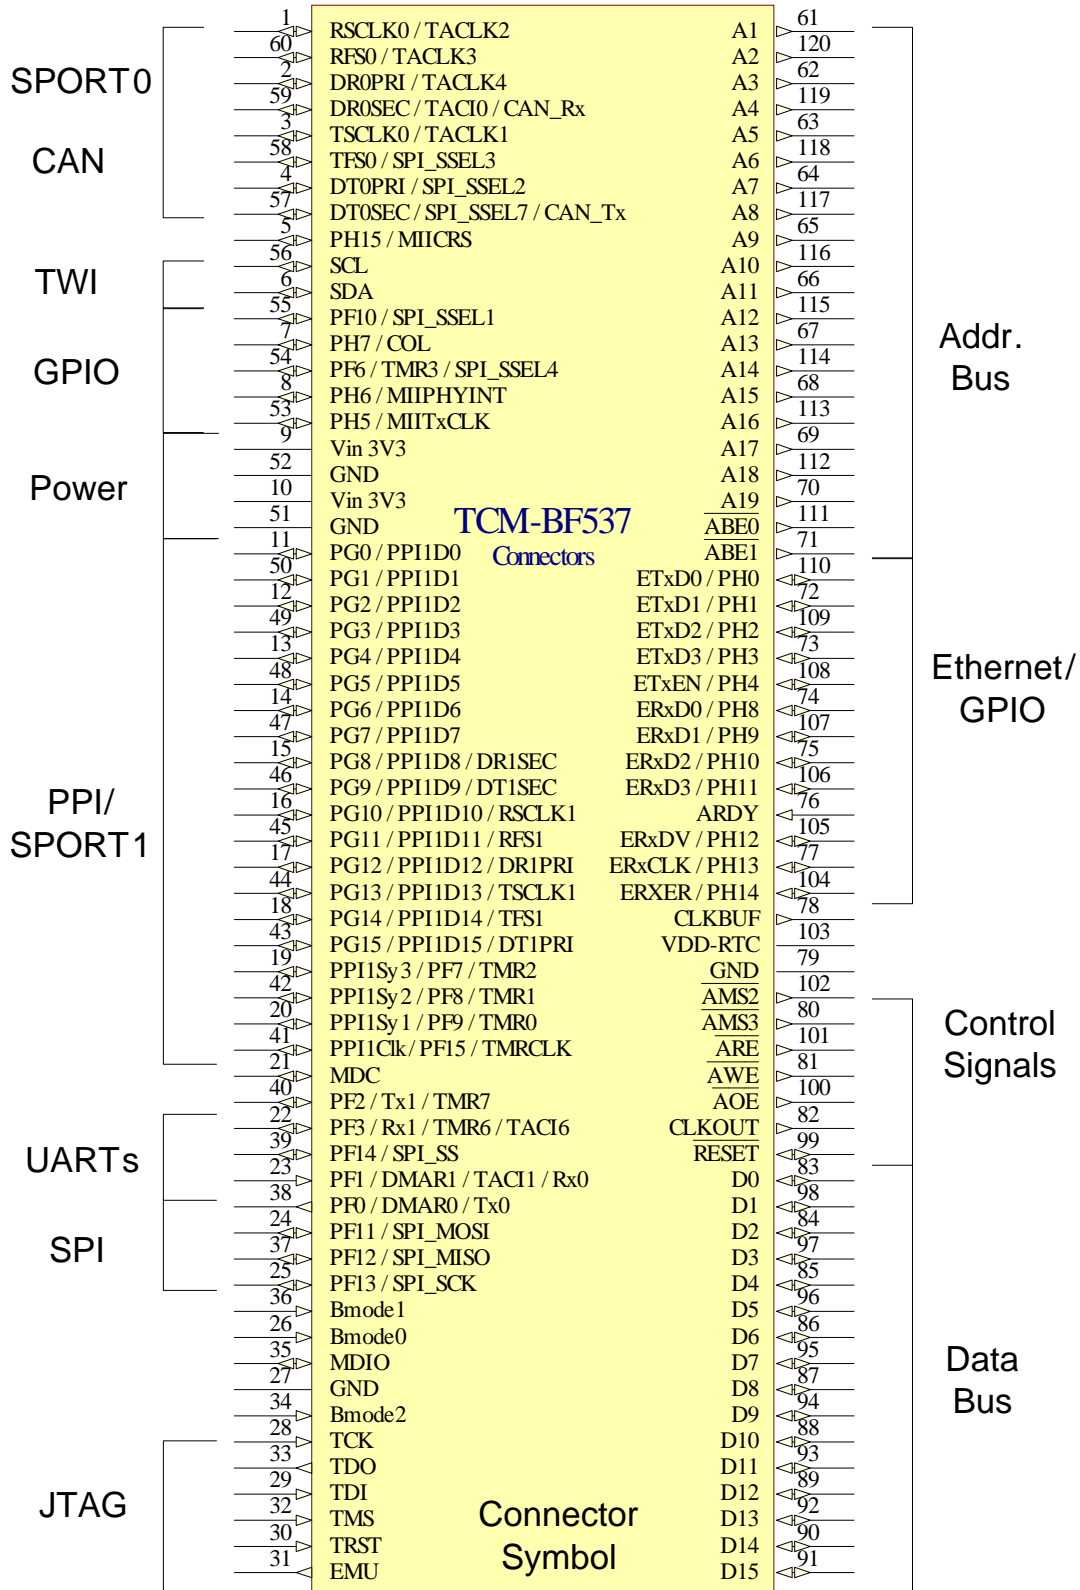 1 RSCLK0 / TACLK2 A1 61
60 RFS0 / TACLK3 A2 120
2 DR0PRI / TACLK4 A3 62
SPORT0
59 DR0SEC / TACI0 / CAN_Rx A4 119
3 TSCLK0 / TACLK1 A5 63
CAN
58 TFS0 / SPI_SSEL3 A6 118
4 DT0PRI / SPI_SSEL2 A7 64
57 DT0SEC / SPI_SSEL7 / CAN_Tx A8 117
5 PH15 / MIICRS A9 65
56 SCL A10 116
TWI
6 SDA A11 66
55 PF10 / SPI_SSEL1 A12 115
7 PH7 / COL A13 67
Addr.
Bus
GPIO
54 PF6 / TMR3 / SPI_SSEL4 A14 114
8 PH6 / MIIPHYINT A15 68
53 PH5 / MIITxCLK A16 113
9 Vin 3V3 A17 69
52 GND A18 112
Power
10 Vin 3V3 A19 70
TCM-BF537
Connectors
51 GND ABE0 111
11 PG0 / PPI1D0 ABE1 71
50 PG1 / PPI1D1 ETxD0 / PH0 110
12 PG2 / PPI1D2 ETxD1 / PH1 72
49 PG3 / PPI1D3 ETxD2 / PH2 109
13 PG4 / PPI1D4 ETxD3 / PH3 73
48 PG5 / PPI1D5 ETxEN / PH4 108
Ethernet/
GPIO
14 PG6 / PPI1D6 ERxD0 / PH8 74
47 PG7 / PPI1D7 ERxD1 / PH9 107
15 PG8 / PPI1D8 / DR1SEC ERxD2 / PH10 75
46 PG9 / PPI1D9 / DT1SEC ERxD3 / PH11 106
PPI/
SPORT1
16 PG10 / PPI1D10 / RSCLK1 ARDY 76
45 PG11 / PPI1D11 / RFS1 ERxDV / PH12 105
17 PG12 / PPI1D12 / DR1PRI ERxCLK / PH13 77
44 PG13 / PPI1D13 / TSCLK1 ERXER / PH14 104
18 PG14 / PPI1D14 / TFS1 CLKBUF 78
43 PG15 / PPI1D15 / DT1PRI VDD-RTC 103
19 PPI1Sy3 / PF7 / TMR2 GND 79
42 PPI1Sy2 / PF8 / TMR1 AMS2 102
20 PPI1Sy1 / PF9 / TMR0 AMS3 80
Control
Signals
41 PPI1Clk / PF15 / TMRCLK ARE 101
21 MDC AWE 81
40 PF2 / Tx1 / TMR7 AOE 100
22 PF3 / Rx1 / TMR6 / TACI6 CLKOUT 82
UARTs
39 PF14 / SPI_SS RESET 99
23 PF1 / DMAR1 / TACI1 / Rx0 D0 83
38 PF0 / DMAR0 / Tx0 D1 98
24 PF11 / SPI_MOSI D2 84
SPI
37 PF12 / SPI_MISO D3 97
25 PF13 / SPI_SCK D4 85
36 Bmode1 D5 96
26 Bmode0 D6 86
35 MDIO D7 95
Data
Bus
27 GND D8 87
34 Bmode2 D9 94
28 TCK D10 88
33 TDO D11 93
29 TDI D12 89
JTAG
32 TMS D13 92
Connector
Symbol
30 TRST D14 90
31 EMU D15 91